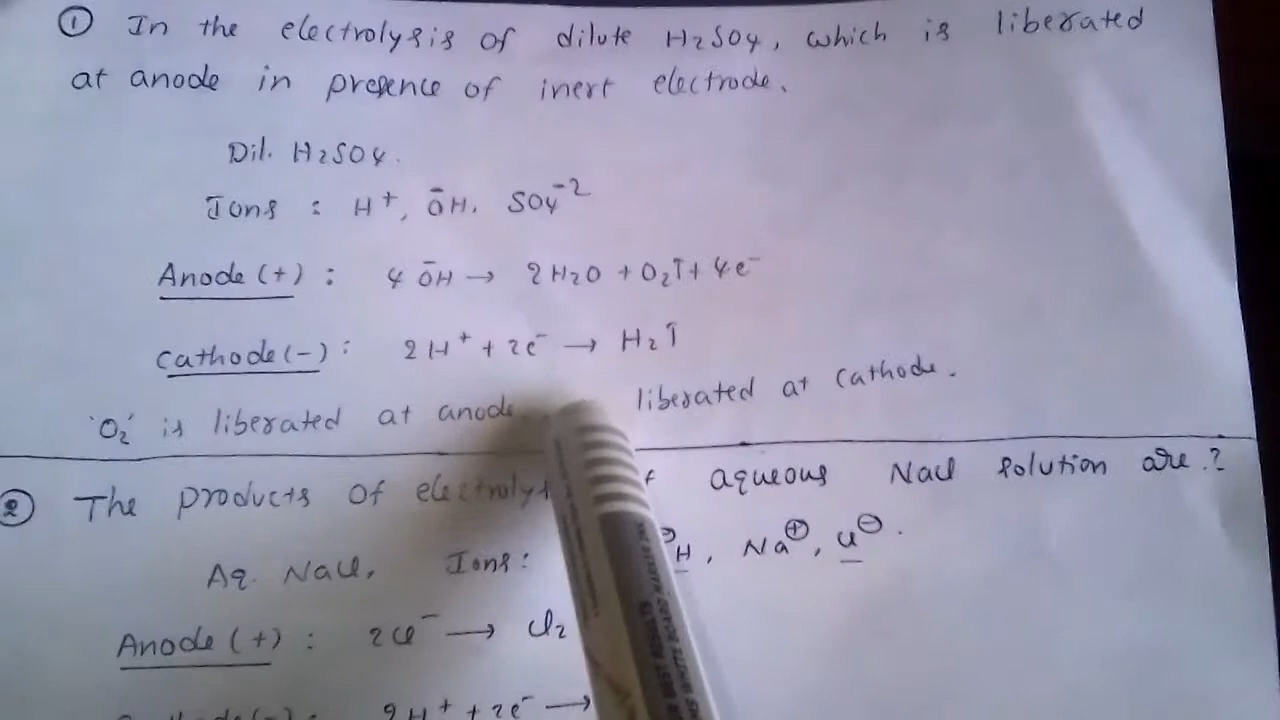 ① In the electrolysis of dilute H2SO4, which is liberated
at anode in presence of inert electrode.
Dil. H2SO4.
Ions : H+, ŌH, SO4-2
Anode (+) : 4 ŌH → 2H2O + O2↑ + 4e-
Cathode (-) : 2H+ + 2e- → H2↑
'O2' is liberated at anode liberated at cathode.
② The products of electrolys f aqueous NaCl solution are.?
Aq. NaCl, Ions: H, Na⊕, Cl⊖.
Anode (+) : 2Cl- → Cl2
2H+ + 2e- →